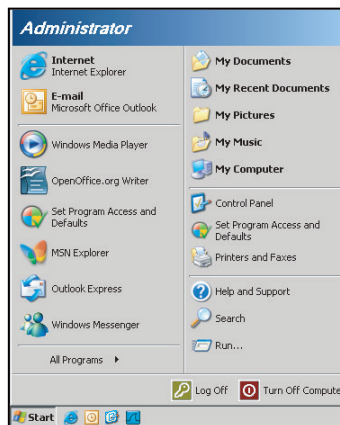 Administrator
Internet
Internet Explorer
E-mail
Microsoft Office Outlook
Windows Media Player
OpenOffice.org Writer
Set Program Access and
Defaults
MSN Explorer
Outlook Express
Windows Messenger
All Programs
My Documents
My Recent Documents
My Pictures
My Music
My Computer
Control Panel
Set Program Access and
Defaults
Printers and Faxes
Help and Support
Search
Run...
Log Off
Turn Off Compute
Start